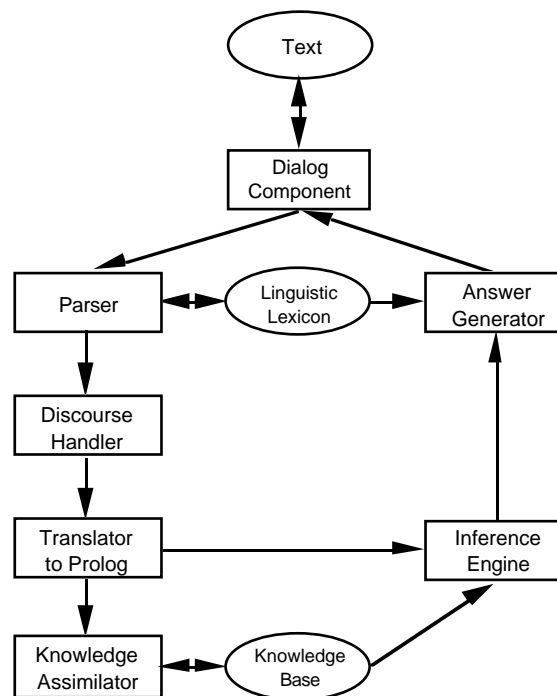 Text
Dialog
Component
Parser
Linguistic
Lexicon
Answer
Generator
Discourse
Handler
Translator
to Prolog
Inference
Engine
Knowledge
Assimilator
Knowledge
Base